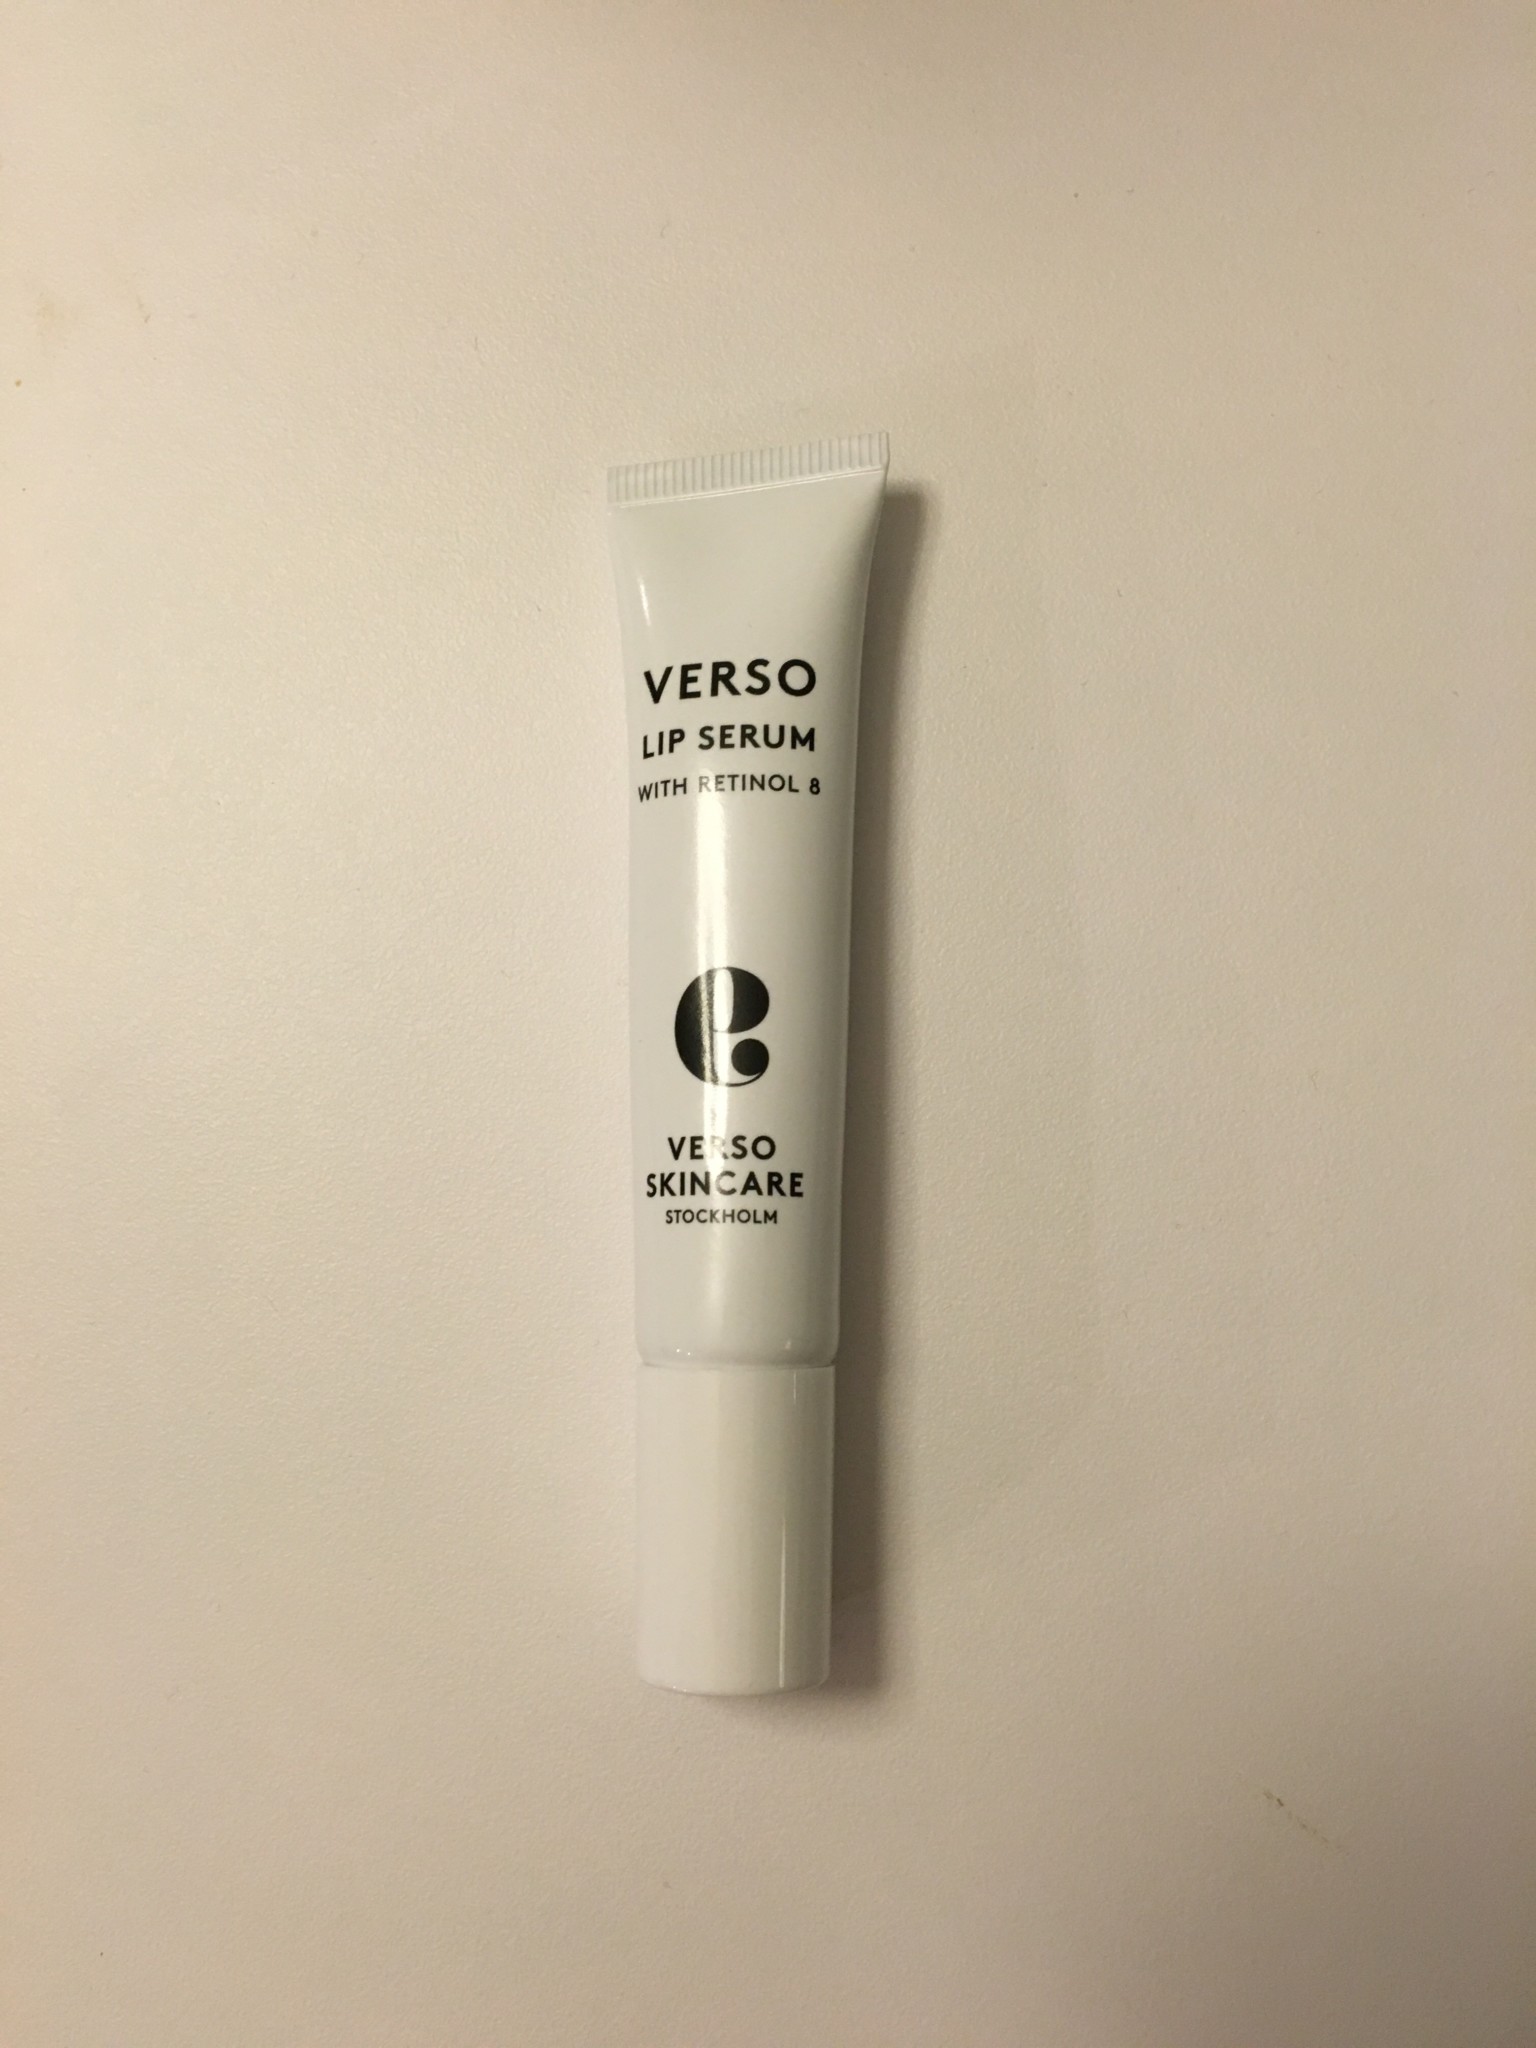 VERSO
LIP SERUM
WITH RETINOL 8
e
VERSO
SKINCARE
STOCKHOLM